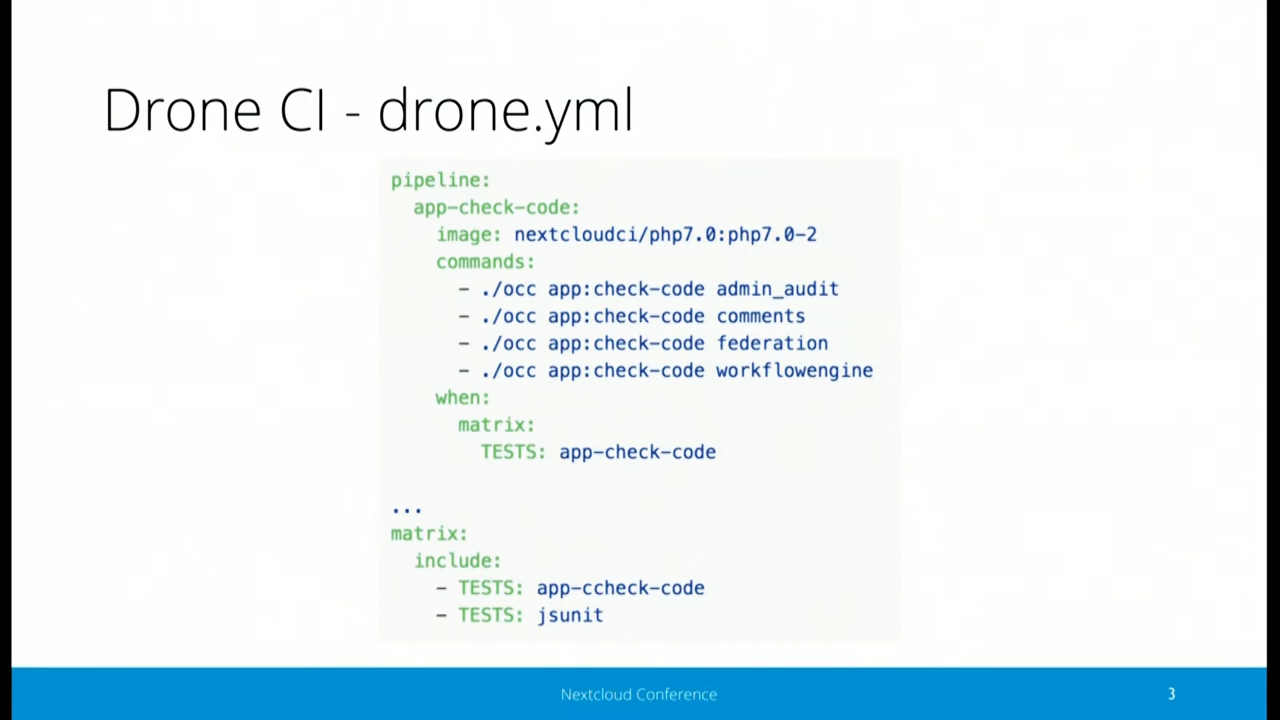 Drone CI - drone.yml
pipeline:
  app-check-code:
    image: nextcloudci/php7.0:php7.0-2
    commands:
      - ./occ app:check-code admin_audit
      - ./occ app:check-code comments
      - ./occ app:check-code federation
      - ./occ app:check-code workflowengine
    when:
      matrix:
        TESTS: app-check-code
...
matrix:
  include:
    - TESTS: app-ccheck-code
    - TESTS: jsunit
Nextcloud Conference
3